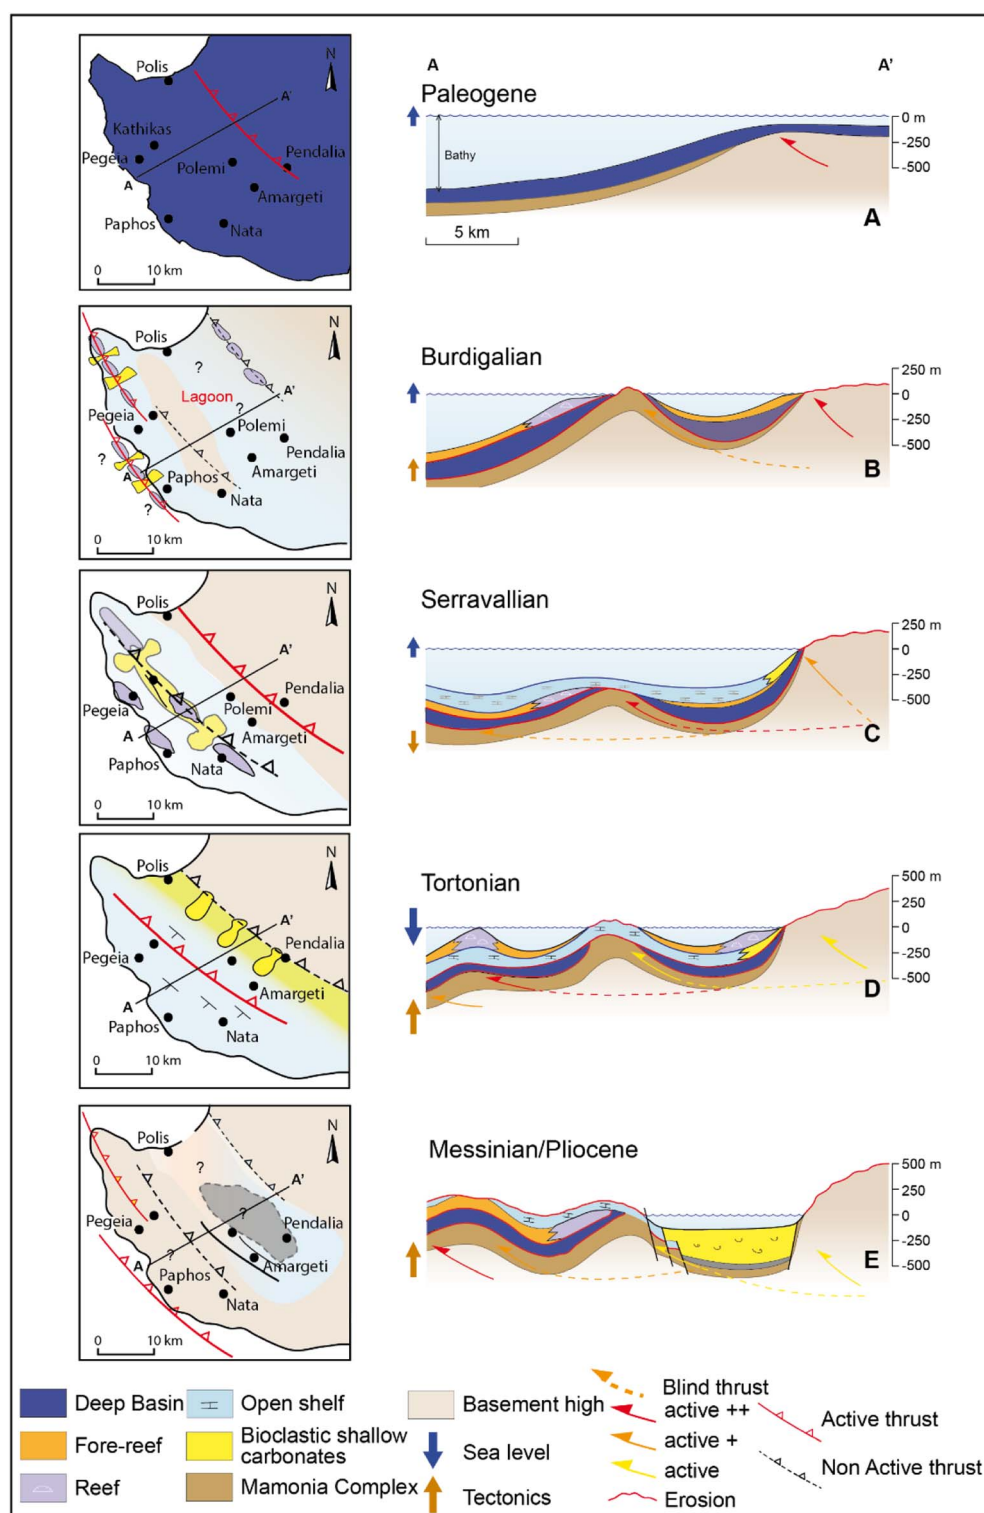 Polis
N
A'
Kathikas
Pegeia
Polemi
Pendalia
A
Amargeti
Paphos
Nata
0 10 km
A A'
Paleogene
0 m
-250
-500
Bathy
5 km
A
Polis
N
?
Lagoon
A'
?
Pegeia
Polemi
?
Pendalia
A
Paphos
Amargeti
?
Nata
0 10 km
Burdigalian
250 m
0
-250
-500
B
Polis
N
A'
Pendalia
Pegeia
Polemi
A
Amargeti
Paphos
Nata
0 10 km
Serravallian
250 m
0
-250
-500
C
Polis
N
A'
Pegeia
Pendalia
A
Amargeti
Paphos
Nata
0 10 km
Tortonian
500 m
250
0
-250
-500
D
Polis
N
?
A'
?
Pegeia
Pendalia
?
A
Amargeti
Paphos
Nata
0 10 km
Messinian/Pliocene
500 m
250
0
-250
-500
E
Deep Basin
Fore-reef
Reef
Open shelf
Bioclastic shallow
carbonates
Mamonia Complex
Basement high
Sea level
Tectonics
Blind thrust
active ++
active +
active
Erosion
Active thrust
Non Active thrust